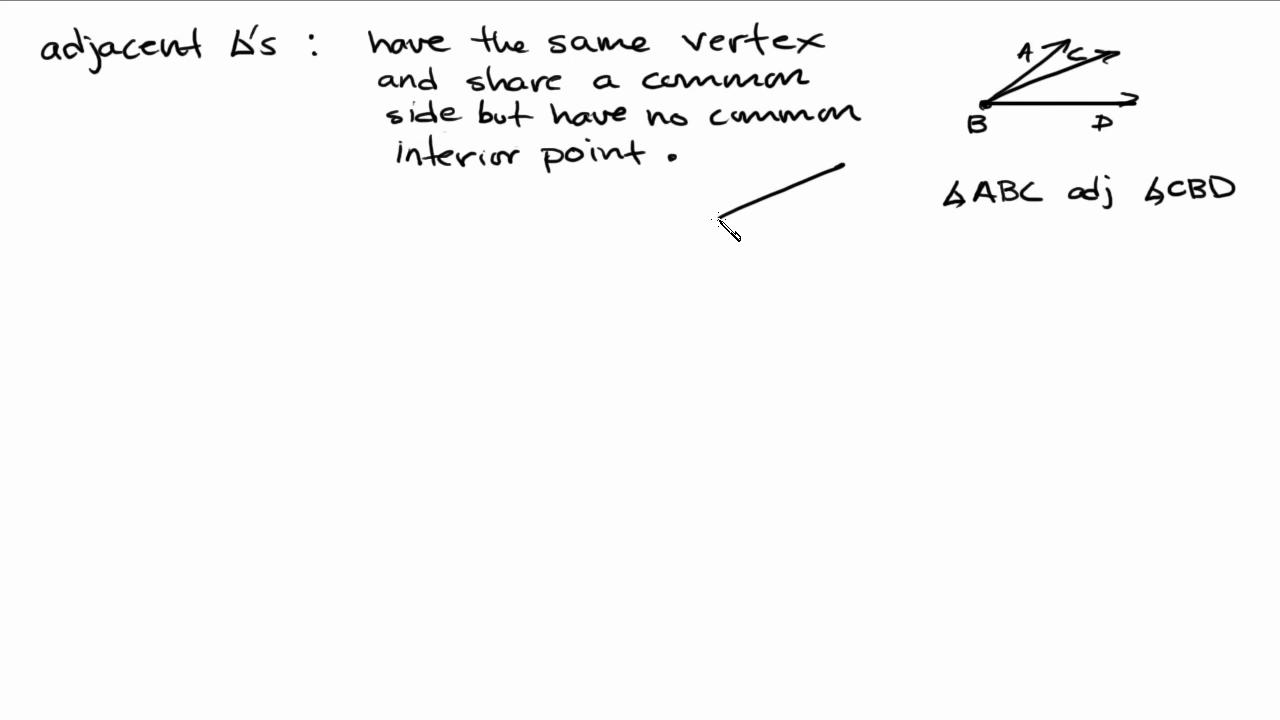 adjacent ∡'s : have the same vertex
and share a common
side but have no common
interior point .
A C
B D
∡ABC adj ∡CBD